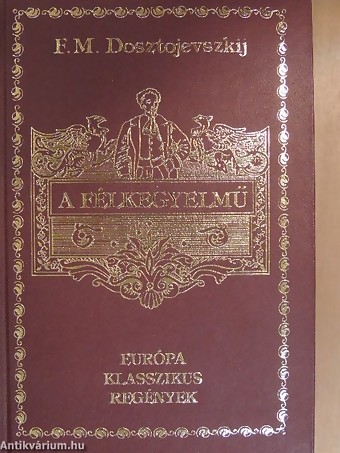 F. M. Dosztojevszkij
A FÉLKEGYELMŰ
EURÓPA
KLASSZIKUS
REGÉNYEK
Antikvárium.hu